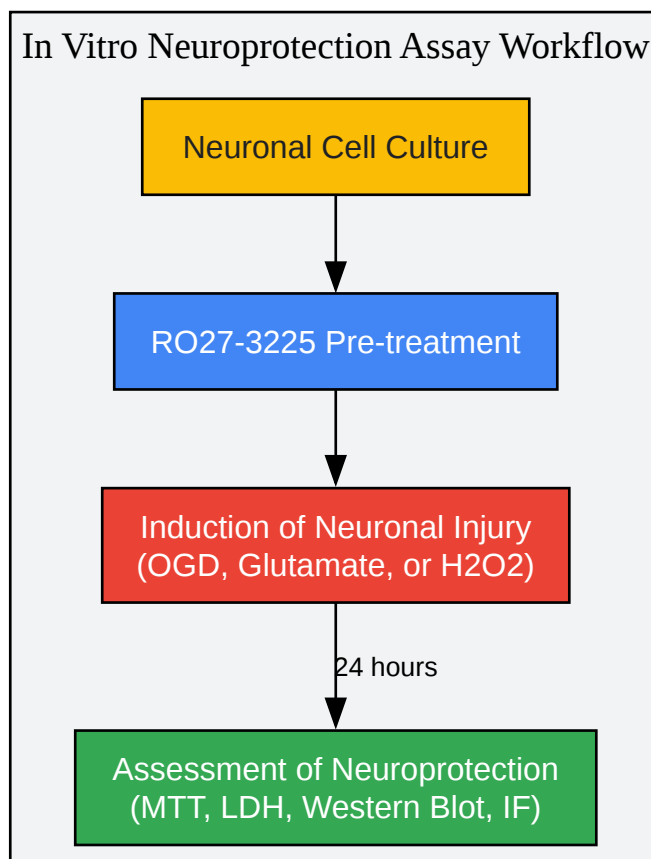 In Vitro Neuroprotection Assay Workflow
Neuronal Cell Culture
RO27-3225 Pre-treatment
Induction of Neuronal Injury
(OGD, Glutamate, or H2O2)
24 hours
Assessment of Neuroprotection
(MTT, LDH, Western Blot, IF)